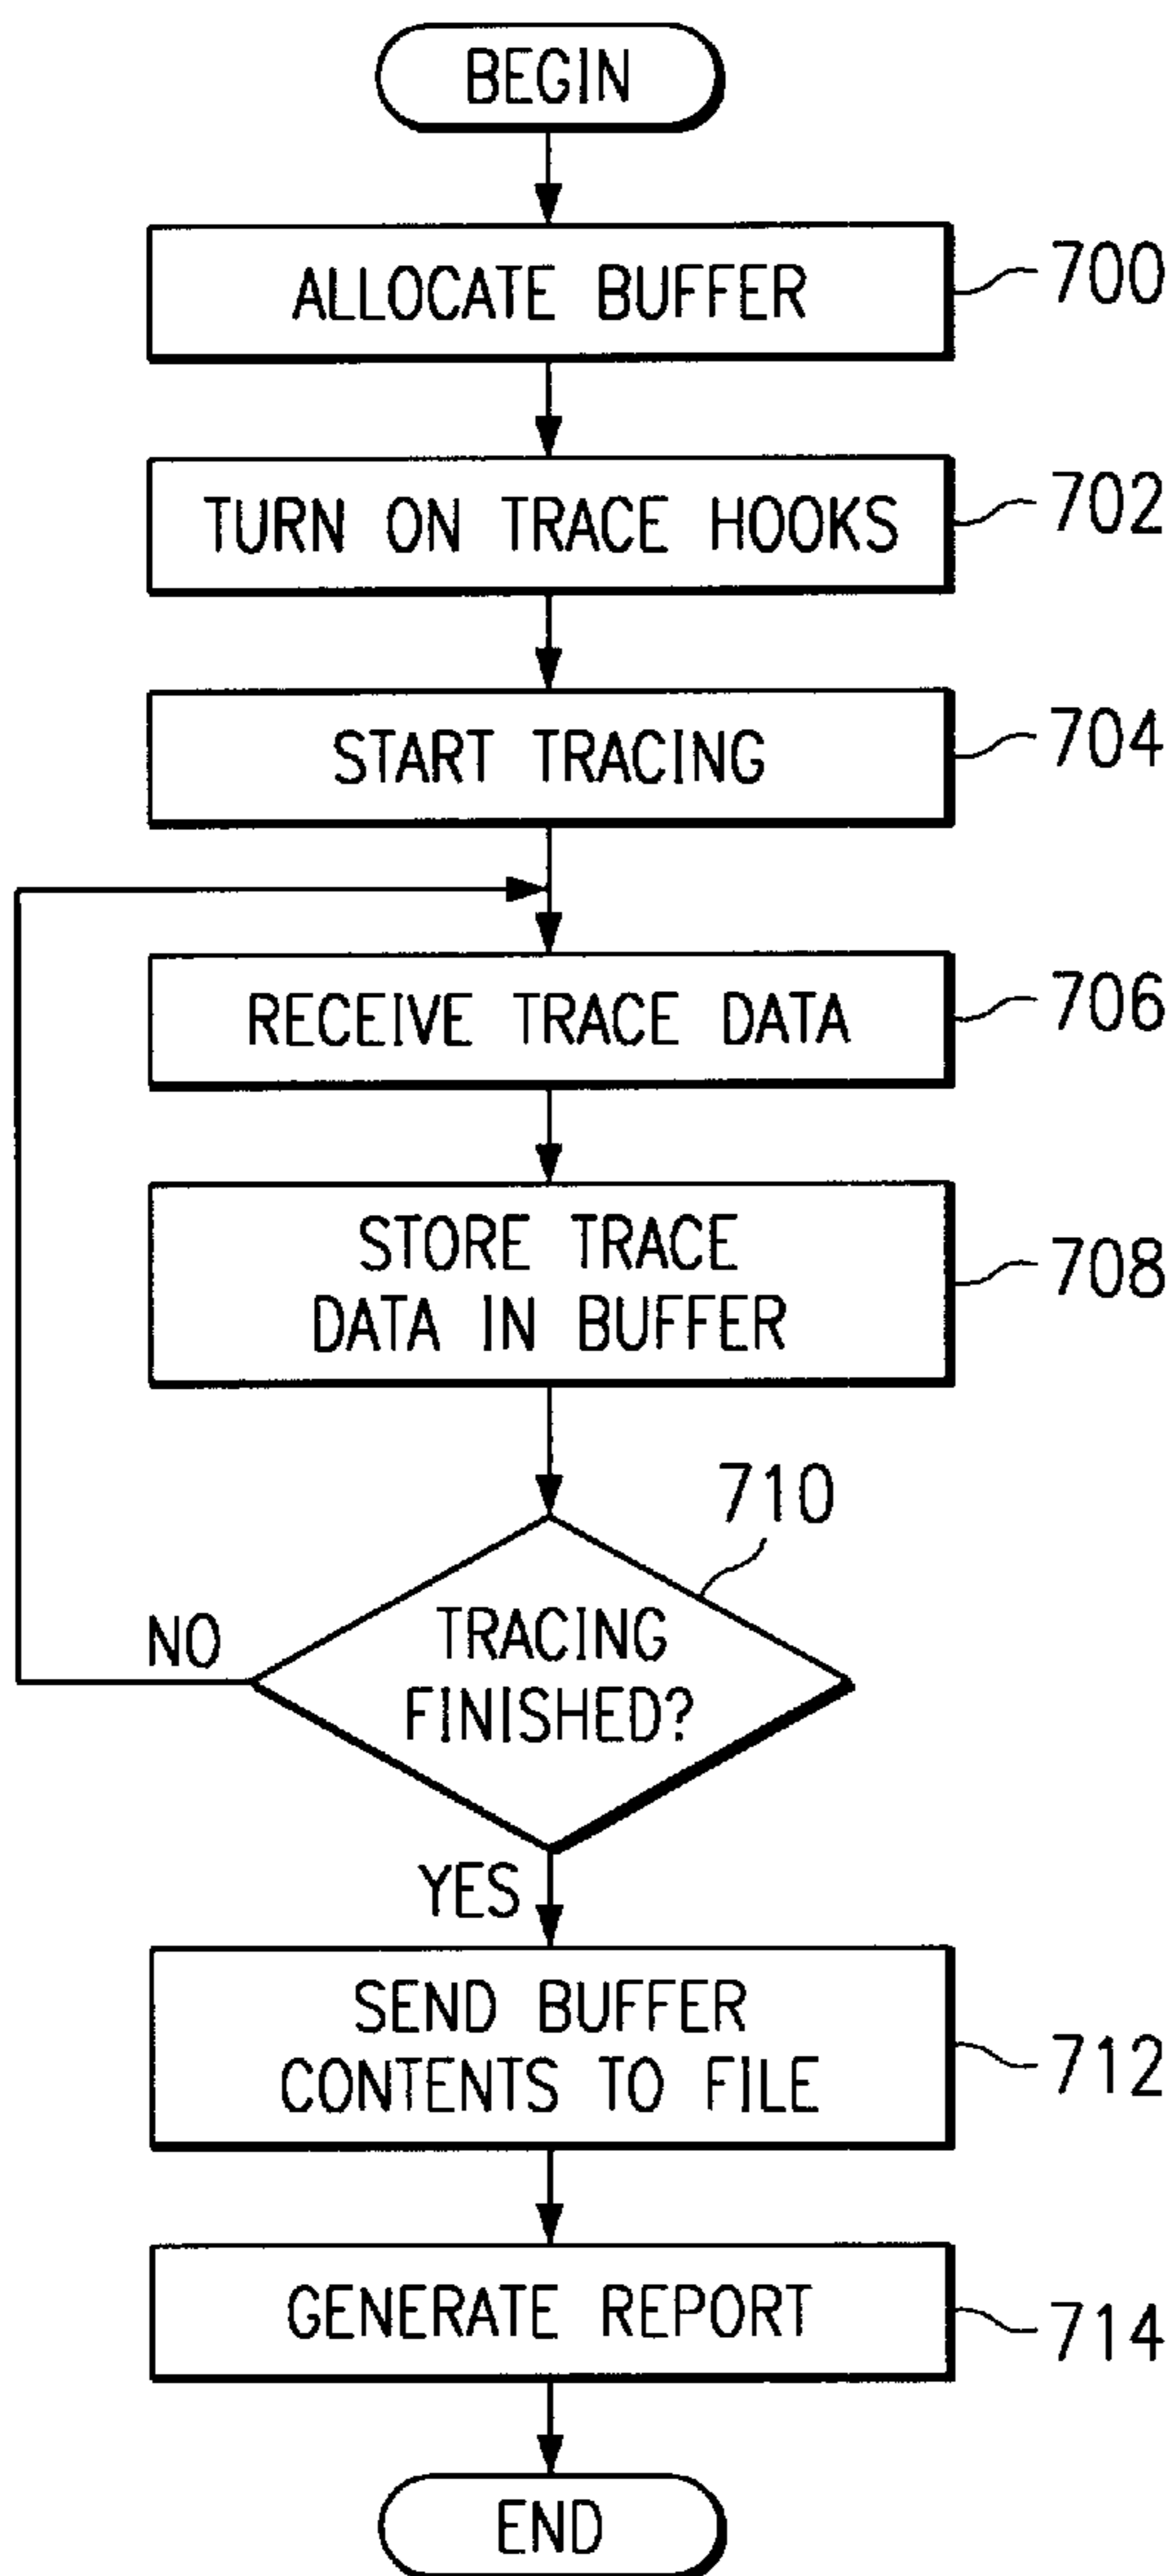 BEGIN
ALLOCATE BUFFER
700
TURN ON TRACE HOOKS
702
START TRACING
704
RECEIVE TRACE DATA
706
STORE TRACE
DATA IN BUFFER
708
710
TRACING
FINISHED?
NO
YES
SEND BUFFER
CONTENTS TO FILE
712
GENERATE REPORT
714
END